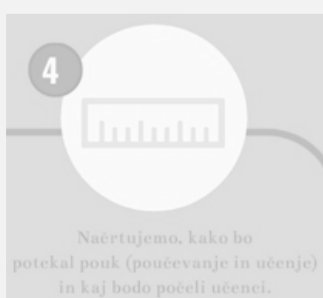 4
Načrtujemo, kako bo
potekal pouk (poučevanje in učenje)
in kaj bodo počeli učenci.